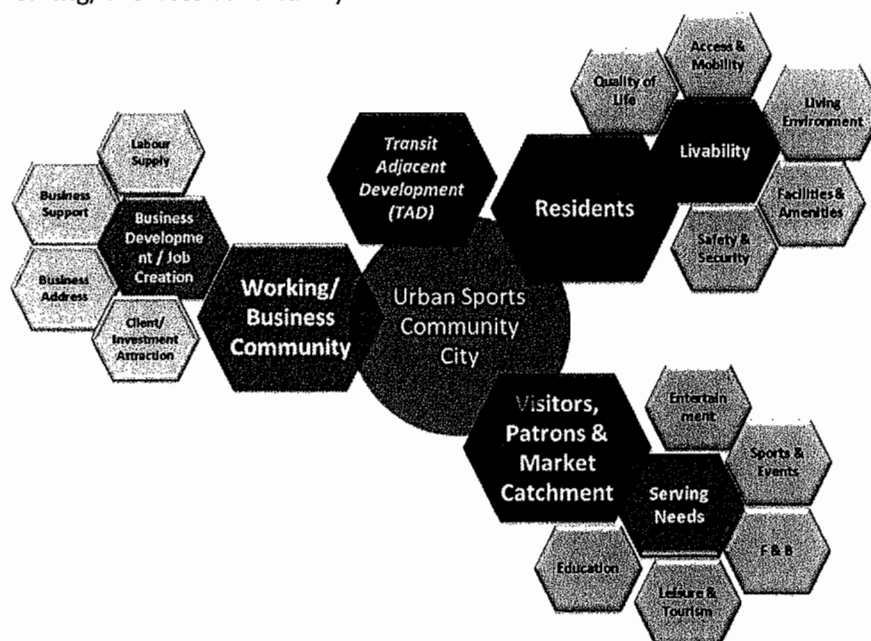 Access &
Mobility
Quality of
Life
Living
Environment
Livability
Facilities &
Amenities
Safety &
Security
Residents
Transit
Adjacent
Development
(TAD)
Labour
Supply
Business
Support
Business
Developme
nt / Job
Creation
Business
Address
Client/
Investment
Attraction
Working/
Business
Community
Urban Sports
Community
City
Visitors,
Patrons &
Market
Catchment
Entertain
ment
Sports &
Events
Serving
Needs
F & B
Education
Leisure &
Tourism